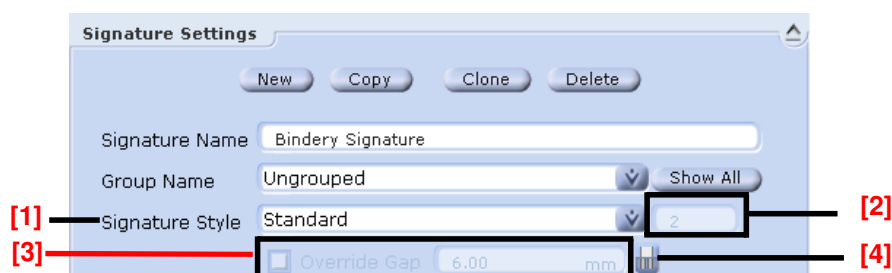 Signature Settings
New Copy Clone Delete
Signature Name Bindery Signature
Group Name Ungrouped Show All
[1] Signature Style Standard 2 [2]
[3] Override Gap 6.00 mm [4]